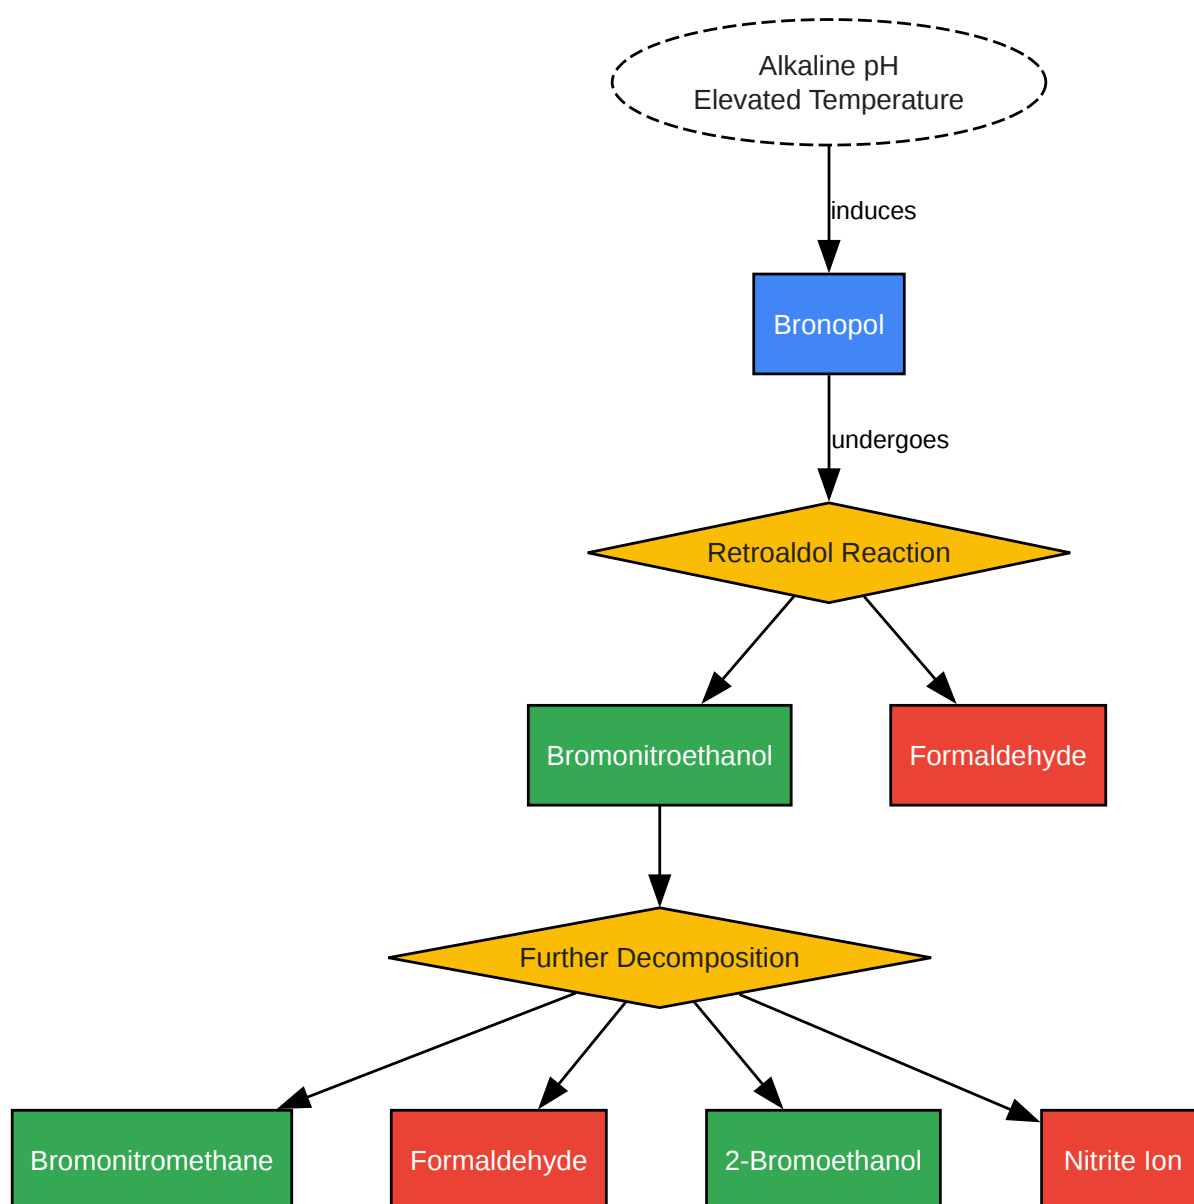 Alkaline pH
Elevated Temperature
induces
Bronopol
undergoes
Retroaldol Reaction
Bromonitroethanol
Formaldehyde
Further Decomposition
Bromonitromethane
Formaldehyde
2-Bromoethanol
Nitrite Ion